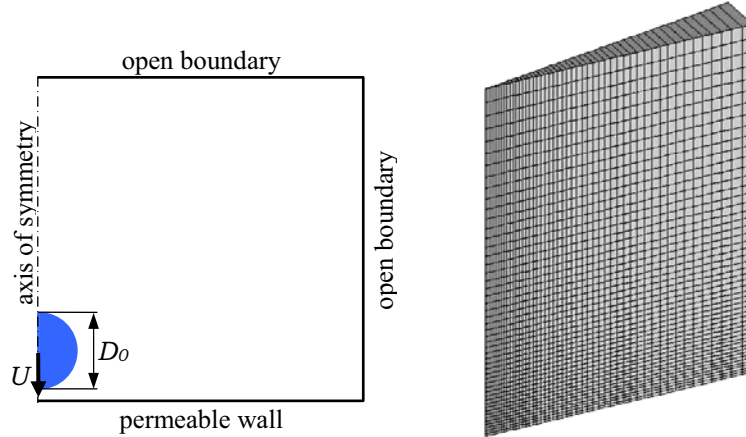 open boundary
axis of symmetry
open boundary
D0
U
permeable wall